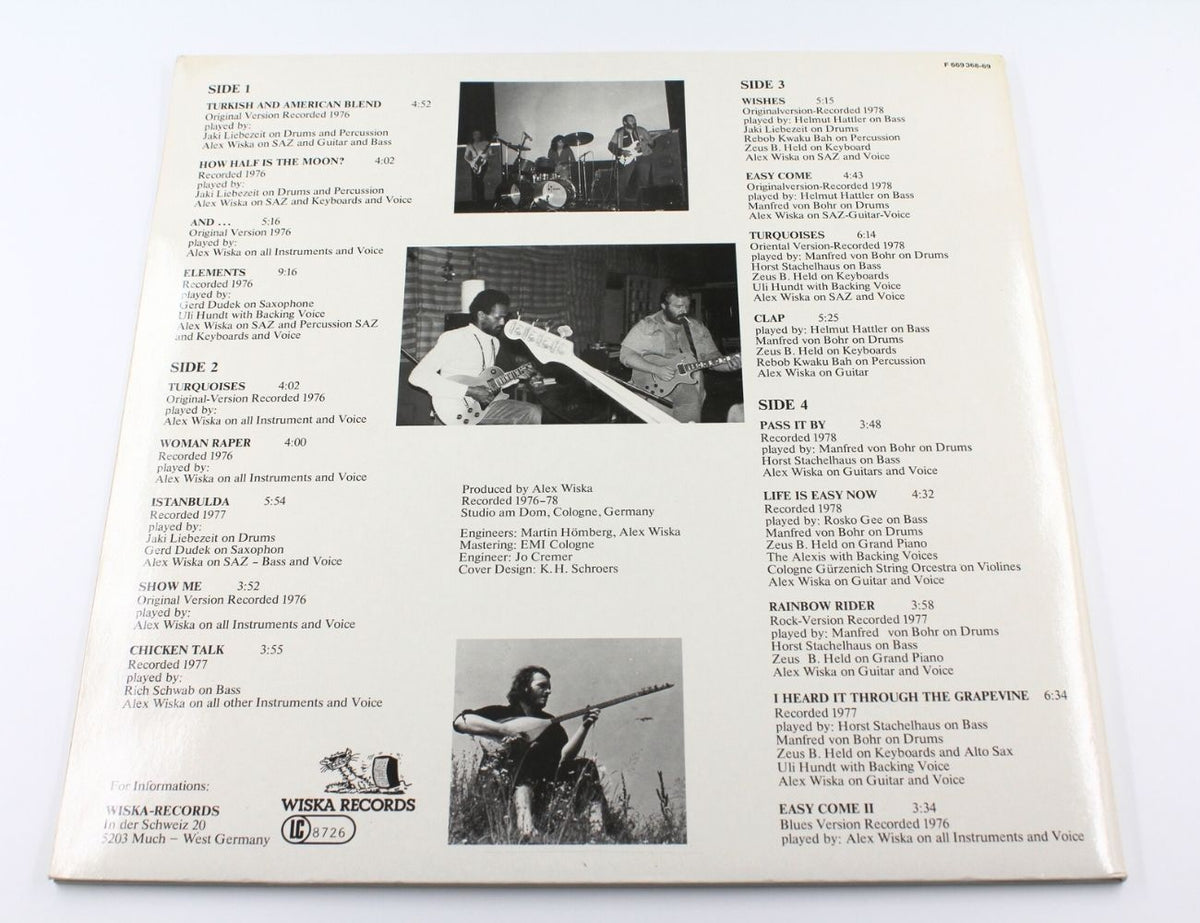 F 669 368-69
SIDE 1
TURKISH AND AMERICAN BLEND 4:52
Original Version Recorded 1976
played by:
Jaki Liebezeit on Drums and Percussion
Alex Wiska on SAZ and Guitar and Bass
HOW HALF IS THE MOON? 4:02
Recorded 1976
played by:
Jaki Liebezeit on Drums and Percussion
Alex Wiska on SAZ and Keyboards and Voice
AND ... 5:16
Original Version 1976
played by:
Alex Wiska on all Instruments and Voice
ELEMENTS 9:16
Recorded 1976
played by:
Gerd Dudek on Saxophone
Uli Hundt with Backing Voice
Alex Wiska on SAZ and Percussion SAZ
and Keyboards and Voice
SIDE 2
TURQUOISES 4:02
Original-Version Recorded 1976
played by:
Alex Wiska on all Instrument and Voice
WOMAN RAPER 4:00
Recorded 1976
played by:
Alex Wiska on all Instruments and Voice
ISTANBULDA 5:54
Recorded 1977
played by:
Jaki Liebezeit on Drums
Gerd Dudek on Saxophon
Alex Wiska on SAZ – Bass and Voice
SHOW ME 3:52
Original Version Recorded 1976
played by:
Alex Wiska on all Instruments and Voice
CHICKEN TALK 3:55
Recorded 1977
played by:
Rich Schwab on Bass
Alex Wiska on all other Instruments and Voice
For Informations:
WISKA-RECORDS
In der Schweiz 20
5203 Much – West Germany
WISKA RECORDS
LC 8726
Produced by Alex Wiska
Recorded 1976–78
Studio am Dom, Cologne, Germany
Engineers: Martin Hömberg, Alex Wiska
Mastering: EMI Cologne
Engineer: Jo Cremer
Cover Design: K. H. Schroers
SIDE 3
WISHES 5:15
Originalversion-Recorded 1978
played by: Helmut Hattler on Bass
Jaki Liebezeit on Drums
Rebob Kwaku Bah on Percussion
Zeus B. Held on Keyboard
Alex Wiska on SAZ and Voice
EASY COME 4:43
Originalversion-Recorded 1978
played by: Helmut Hattler on Bass
Manfred von Bohr on Drums
Alex Wiska on SAZ-Guitar-Voice
TURQUOISES 6:14
Oriental Version-Recorded 1978
played by: Manfred von Bohr on Drums
Horst Stachelhaus on Bass
Zeus B. Held on Keyboards
Uli Hundt with Backing Voice
Alex Wiska on SAZ and Voice
CLAP 5:25
played by: Helmut Hattler on Bass
Manfred von Bohr on Drums
Zeus B. Held on Keyboards
Rebob Kwaku Bah on Percussion
Alex Wiska on Guitar
SIDE 4
PASS IT BY 3:48
Recorded 1978
played by: Manfred von Bohr on Drums
Horst Stachelhaus on Bass
Alex Wiska on Guitars and Voice
LIFE IS EASY NOW 4:32
Recorded 1978
played by: Rosko Gee on Bass
Manfred von Bohr on Drums
Zeus B. Held on Grand Piano
The Alexis with Backing Voices
Cologne Gürzenich String Orcestra on Violines
Alex Wiska on Guitar and Voice
RAINBOW RIDER 3:58
Rock-Version Recorded 1977
played by: Manfred von Bohr on Drums
Horst Stachelhaus on Bass
Zeus B. Held on Grand Piano
Alex Wiska on Guitar and Voice
I HEARD IT THROUGH THE GRAPEVINE 6:34
Recorded 1977
played by: Horst Stachelhaus on Bass
Manfred von Bohr on Drums
Zeus B. Held on Keyboards and Alto Sax
Uli Hundt with Backing Voice
Alex Wiska on Guitar and Voice
EASY COME II 3:34
Blues Version Recorded 1976
played by: Alex Wiska on all Instruments and Voice